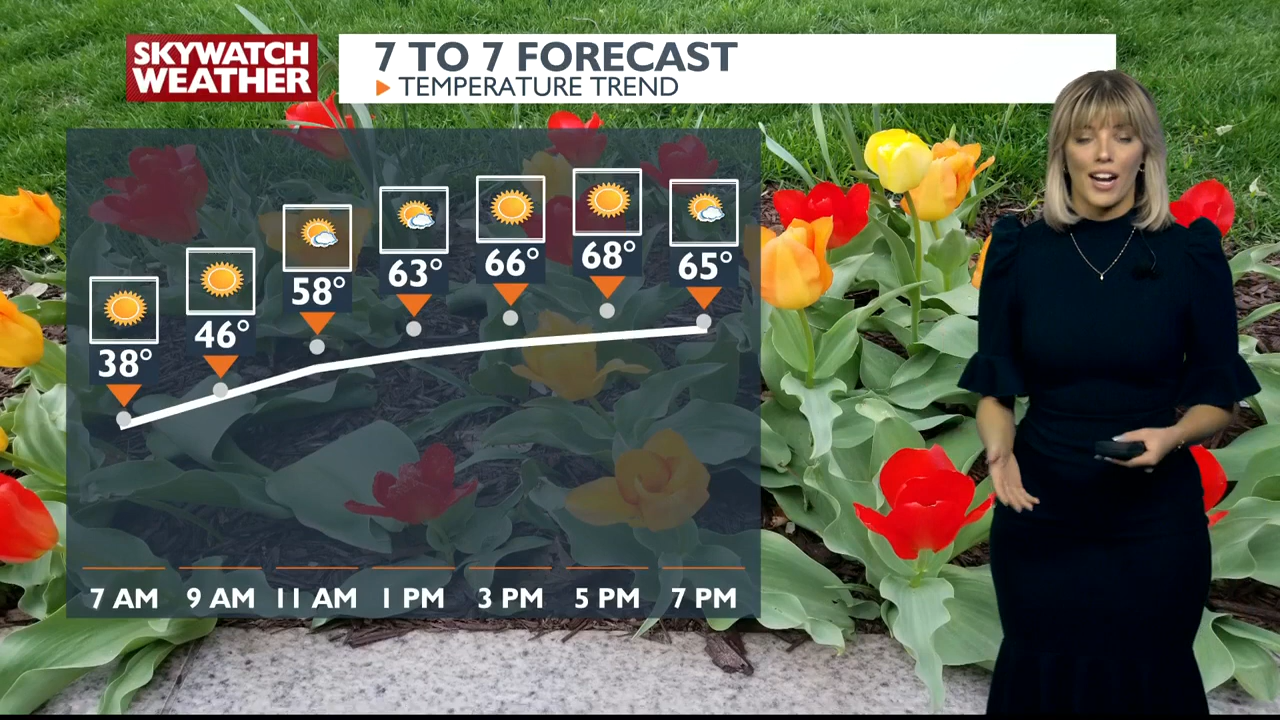 SKYWATCH
WEATHER
7 TO 7 FORECAST
TEMPERATURE TREND
38° 46° 58° 63° 66° 68° 65°
7 AM 9 AM 11 AM 1 PM 3 PM 5 PM 7 PM